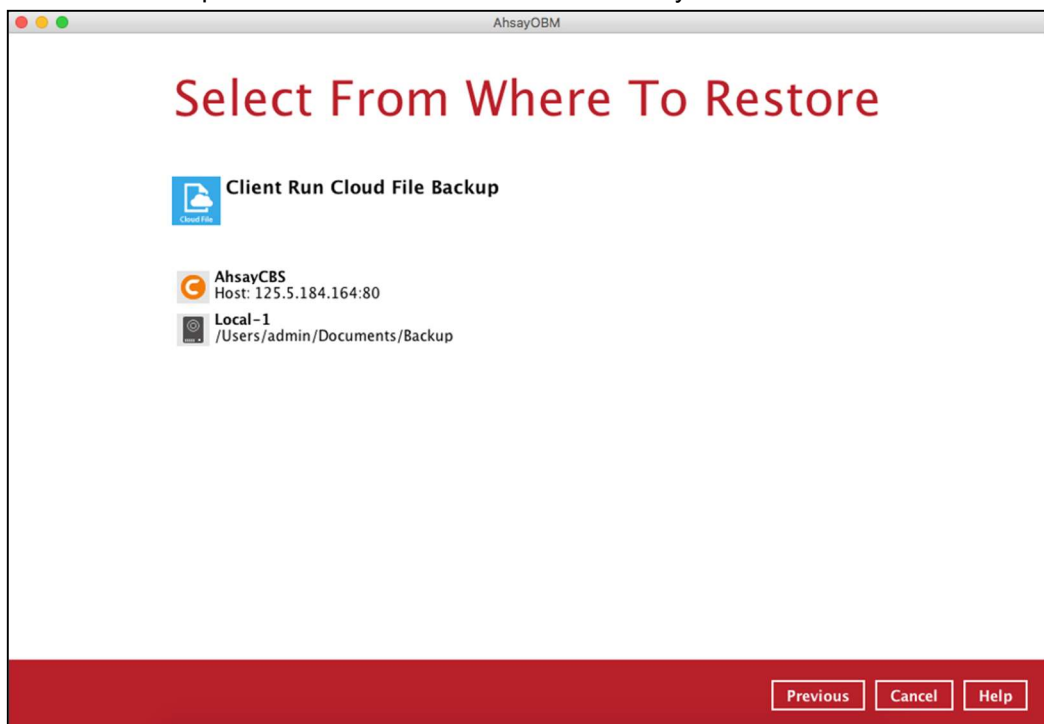 AhsayOBM
Select From Where To Restore
Client Run Cloud File Backup
Cloud File
AhsayCBS
Host: 125.5.184.164:80
Local-1
/Users/admin/Documents/Backup
Previous Cancel Help